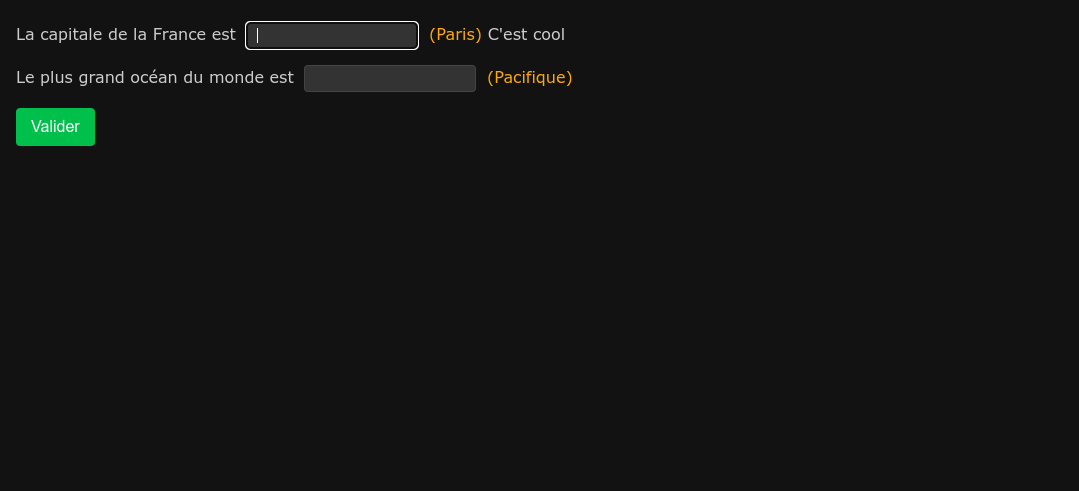 La capitale de la France est (Paris) C'est cool
Le plus grand océan du monde est (Pacifique)
Valider